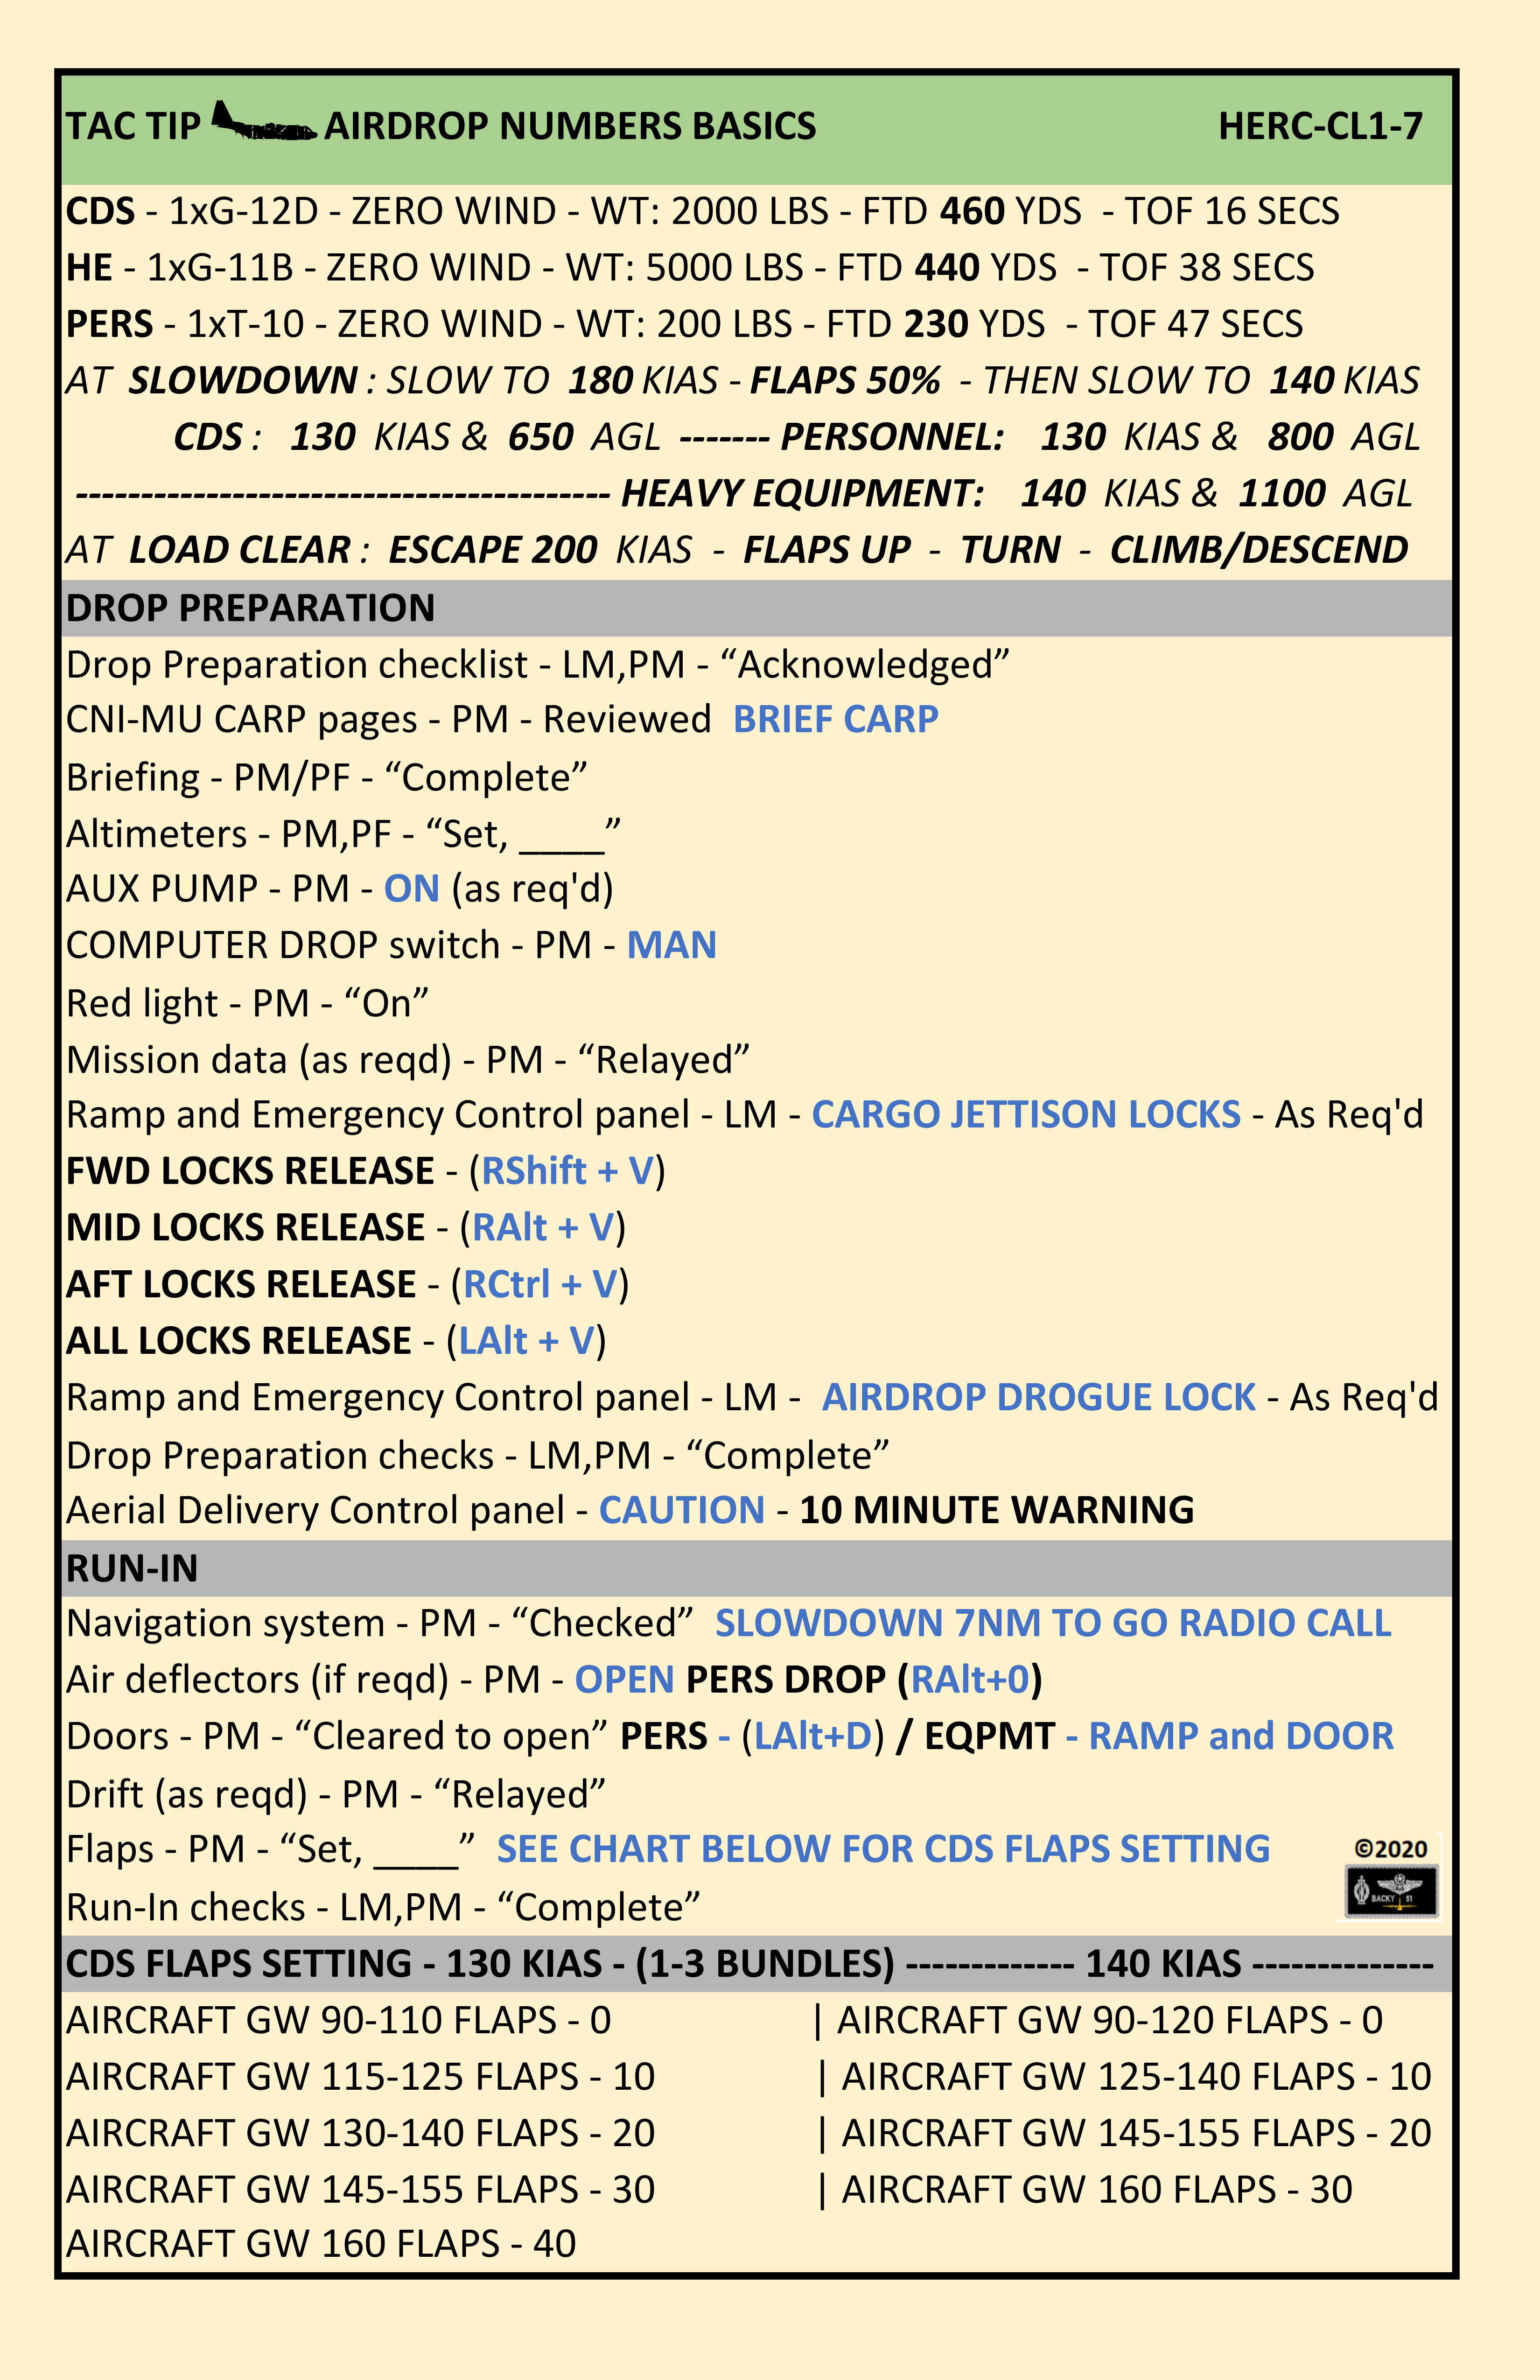 TAC TIP AIRDROP NUMBERS BASICS HERC-CL1-7
CDS - 1xG-12D - ZERO WIND - WT: 2000 LBS - FTD 460 YDS - TOF 16 SECS
HE - 1xG-11B - ZERO WIND - WT: 5000 LBS - FTD 440 YDS - TOF 38 SECS
PERS - 1xT-10 - ZERO WIND - WT: 200 LBS - FTD 230 YDS - TOF 47 SECS
AT SLOWDOWN : SLOW TO 180 KIAS - FLAPS 50% - THEN SLOW TO 140 KIAS
CDS : 130 KIAS & 650 AGL ------- PERSONNEL: 130 KIAS & 800 AGL
----------------------------------------- HEAVY EQUIPMENT: 140 KIAS & 1100 AGL
AT LOAD CLEAR : ESCAPE 200 KIAS - FLAPS UP - TURN - CLIMB/DESCEND
DROP PREPARATION
Drop Preparation checklist - LM,PM - “Acknowledged”
CNI-MU CARP pages - PM - Reviewed BRIEF CARP
Briefing - PM/PF - “Complete”
Altimeters - PM,PF - “Set, ____”
AUX PUMP - PM - ON (as req'd)
COMPUTER DROP switch - PM - MAN
Red light - PM - “On”
Mission data (as reqd) - PM - “Relayed”
Ramp and Emergency Control panel - LM - CARGO JETTISON LOCKS - As Req'd
FWD LOCKS RELEASE - (RShift + V)
MID LOCKS RELEASE - (RAlt + V)
AFT LOCKS RELEASE - (RCtrl + V)
ALL LOCKS RELEASE - (LAlt + V)
Ramp and Emergency Control panel - LM - AIRDROP DROGUE LOCK - As Req'd
Drop Preparation checks - LM,PM - “Complete”
Aerial Delivery Control panel - CAUTION - 10 MINUTE WARNING
RUN-IN
Navigation system - PM - “Checked” SLOWDOWN 7NM TO GO RADIO CALL
Air deflectors (if reqd) - PM - OPEN PERS DROP (RAlt+0)
Doors - PM - “Cleared to open” PERS - (LAlt+D) / EQPMT - RAMP and DOOR
Drift (as reqd) - PM - “Relayed”
Flaps - PM - “Set, ____” SEE CHART BELOW FOR CDS FLAPS SETTING
©2020
BACKY 51
Run-In checks - LM,PM - “Complete”
CDS FLAPS SETTING - 130 KIAS - (1-3 BUNDLES) ------------- 140 KIAS --------------
AIRCRAFT GW 90-110 FLAPS - 0 | AIRCRAFT GW 90-120 FLAPS - 0
AIRCRAFT GW 115-125 FLAPS - 10 | AIRCRAFT GW 125-140 FLAPS - 10
AIRCRAFT GW 130-140 FLAPS - 20 | AIRCRAFT GW 145-155 FLAPS - 20
AIRCRAFT GW 145-155 FLAPS - 30 | AIRCRAFT GW 160 FLAPS - 30
AIRCRAFT GW 160 FLAPS - 40